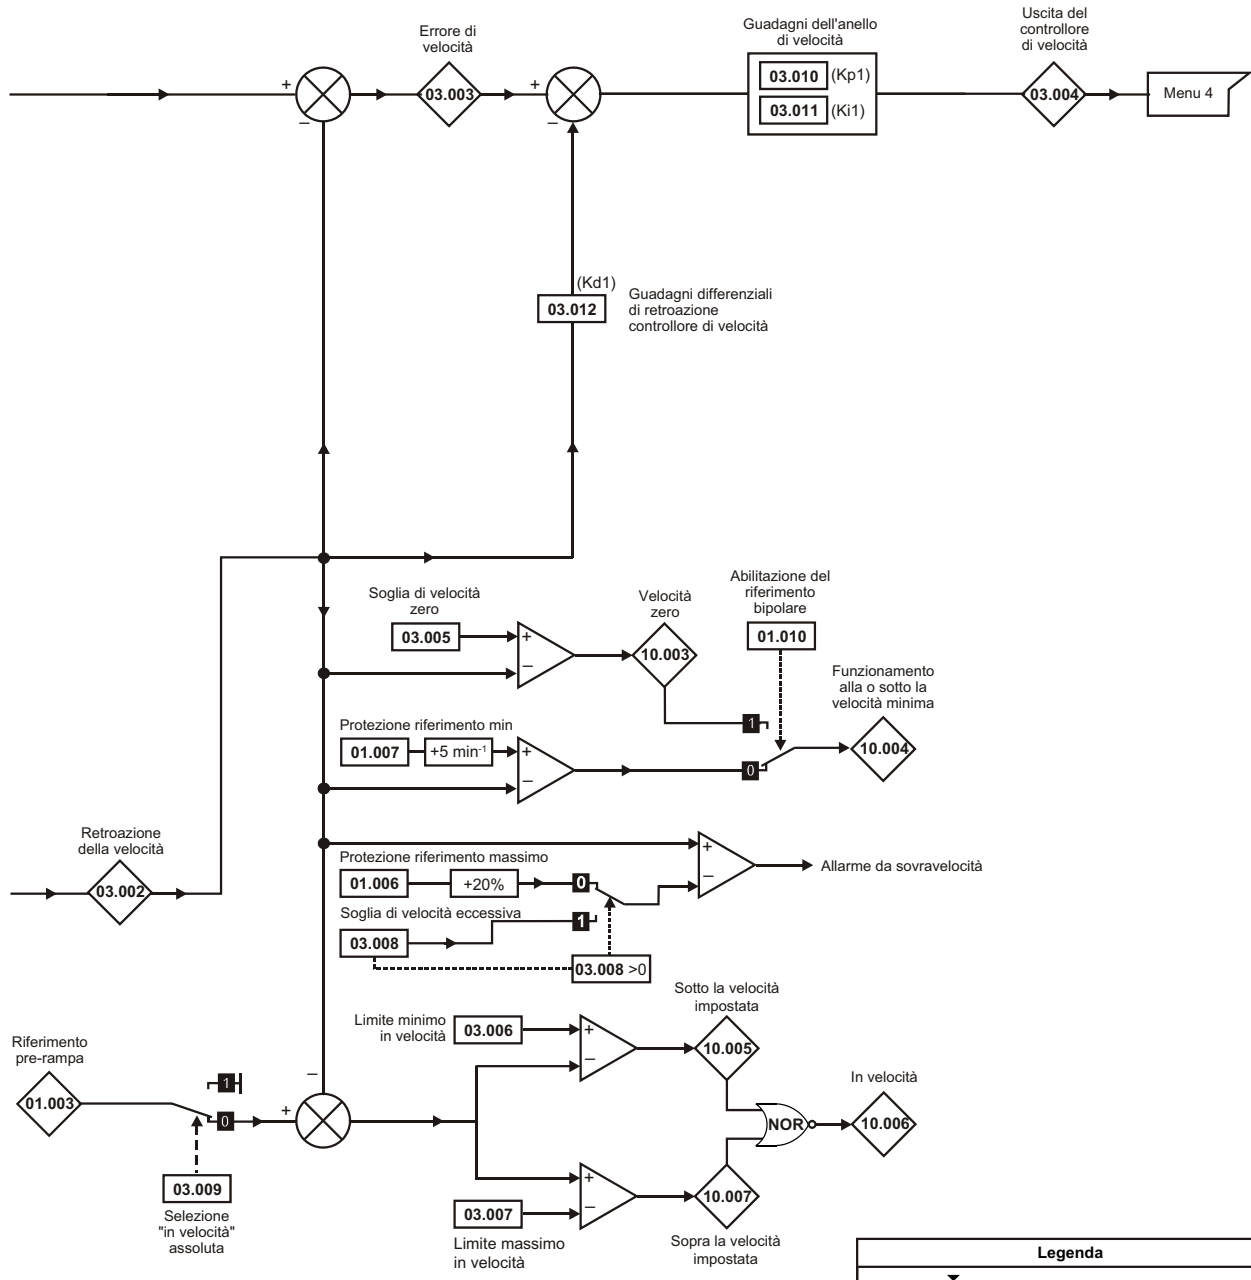 Errore di
velocità
Guadagni dell'anello
di velocità
Uscita del
controllore
di velocità
+
–
03.003
+
–
03.010 (Kp1)
03.011 (Ki1)
03.004
Menu 4
(Kd1)
03.012
Guadagni differenziali
di retroazione
controllore di velocità
Soglia di velocità
zero
03.005
+
–
Velocità
zero
10.003
Abilitazione del
riferimento
bipolare
01.010
1
0
Funzionamento
alla o sotto la
velocità minima
10.004
Protezione riferimento min
01.007
+5 min⁻¹
+
–
Retroazione
della velocità
03.002
Protezione riferimento massimo
01.006
+20%
0
Soglia di velocità eccessiva
03.008
1
03.008 >0
+
–
Allarme da sovravelocità
Riferimento
pre-rampa
01.003
1
0
03.009
Selezione
"in velocità"
assoluta
–
+
Limite minimo
in velocità
03.006
+
–
Sotto la velocità
impostata
10.005
NOR
In velocità
10.006
+
–
03.007
Limite massimo
in velocità
10.007
Sopra la velocità
impostata
Legenda